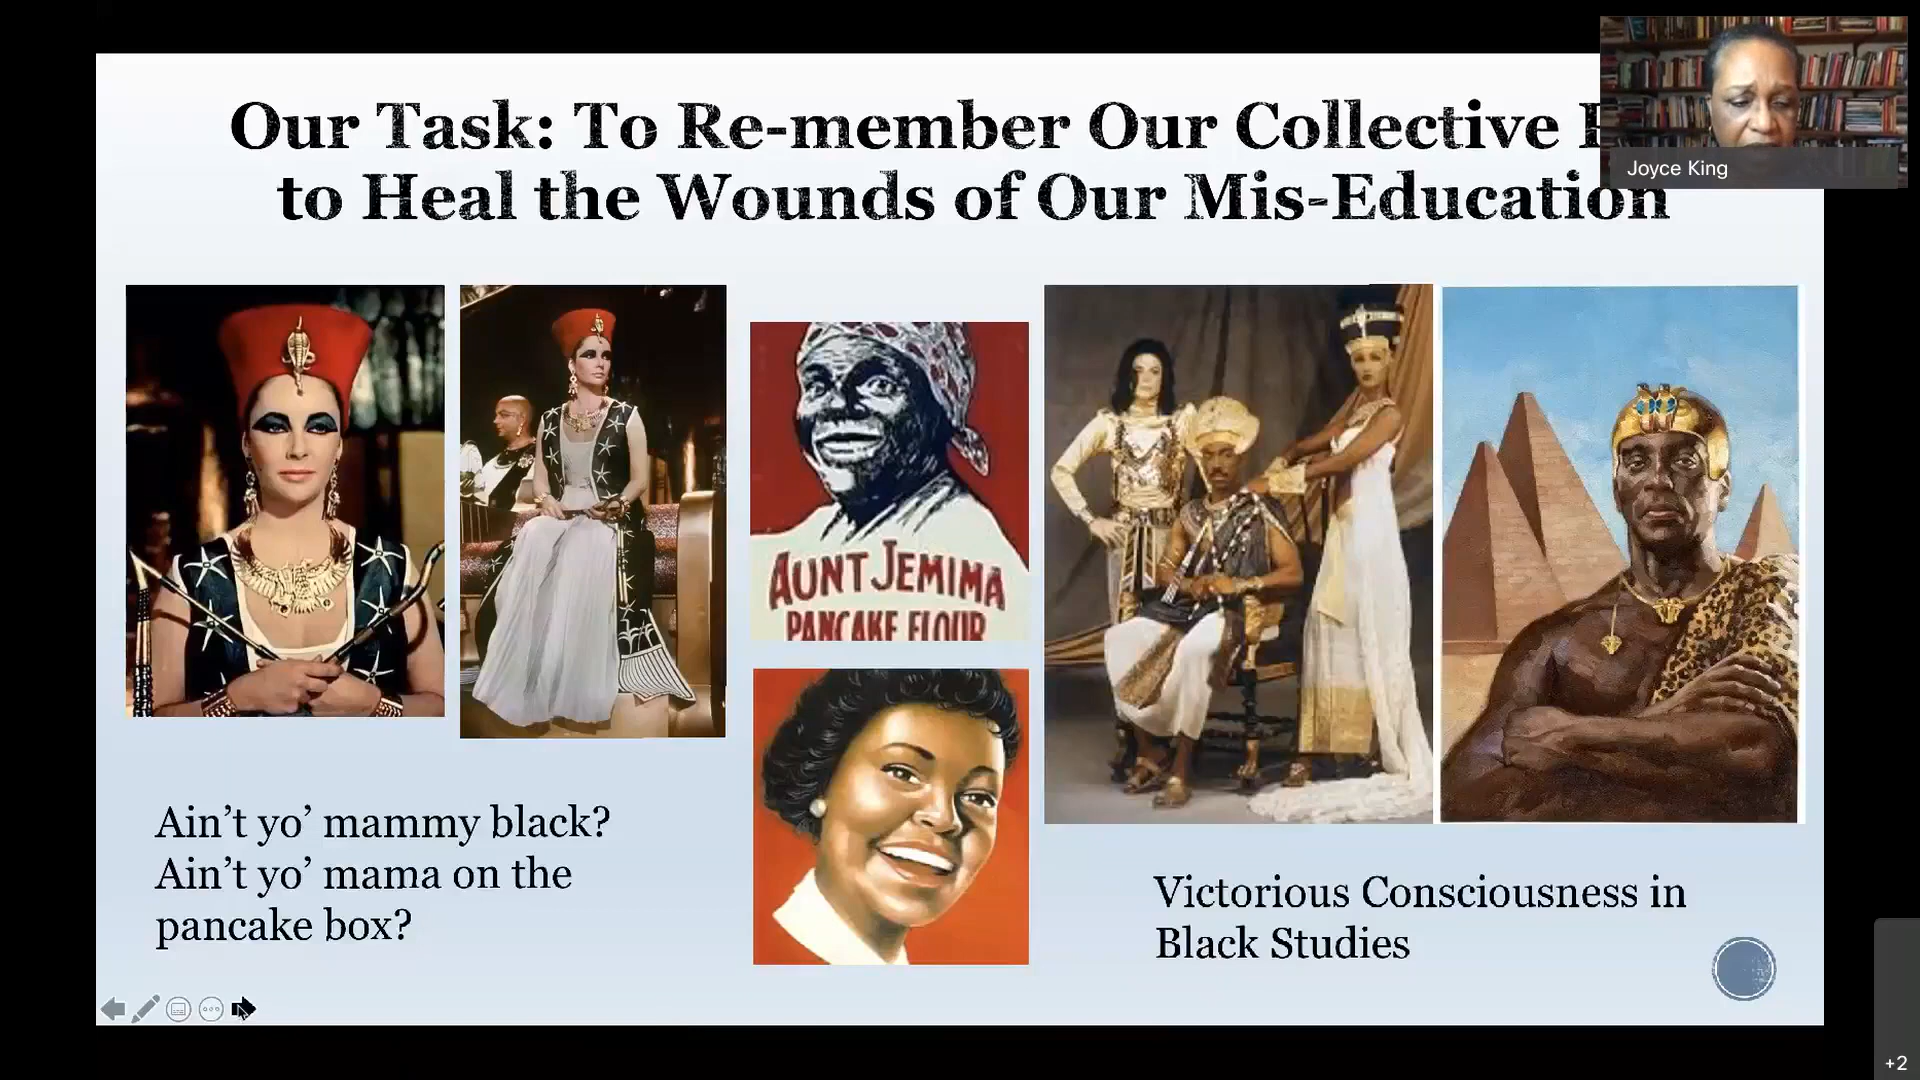 Our Task: To Re-member Our Collective
to Heal the Wounds of Our Mis-Education
Joyce King
AUNT JEMIMA
PANCAKE FLOUR
Ain't yo' mammy black?
Ain't yo' mama on the
pancake box?
Victorious Consciousness in
Black Studies
+2